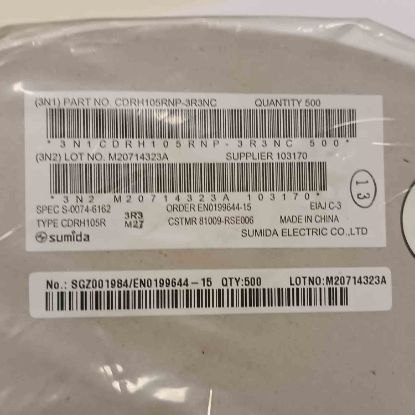 (3N1) PART NO. CDRH105RNP-3R3NC QUANTITY 500
* 3N1CDRH105RNP-3R3NC 500 *
(3N2) LOT NO. M20714323A SUPPLIER 103170
* 3N2 M20714323A 103170 *
SPEC S-0074-6162 3R3 ORDER EN0199644-15 EIAJ C-3
TYPE CDRH105R M27 CSTMR 81009-RSE006 MADE IN CHINA
sumida SUMIDA ELECTRIC CO.,LTD
13
No.: SGZ001984/EN0199644-15 QTY:500 LOTNO:M20714323A